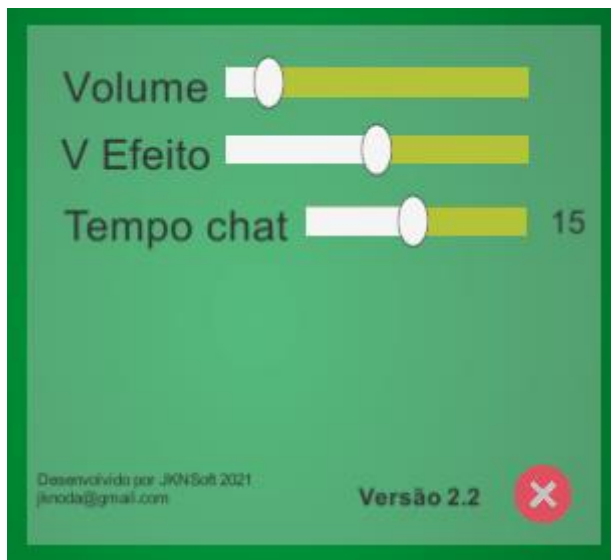 Volume
V Efeito
Tempo chat 15
Desenvolvido por JKNSoft 2021
jknoda@gmail.com
Versão 2.2